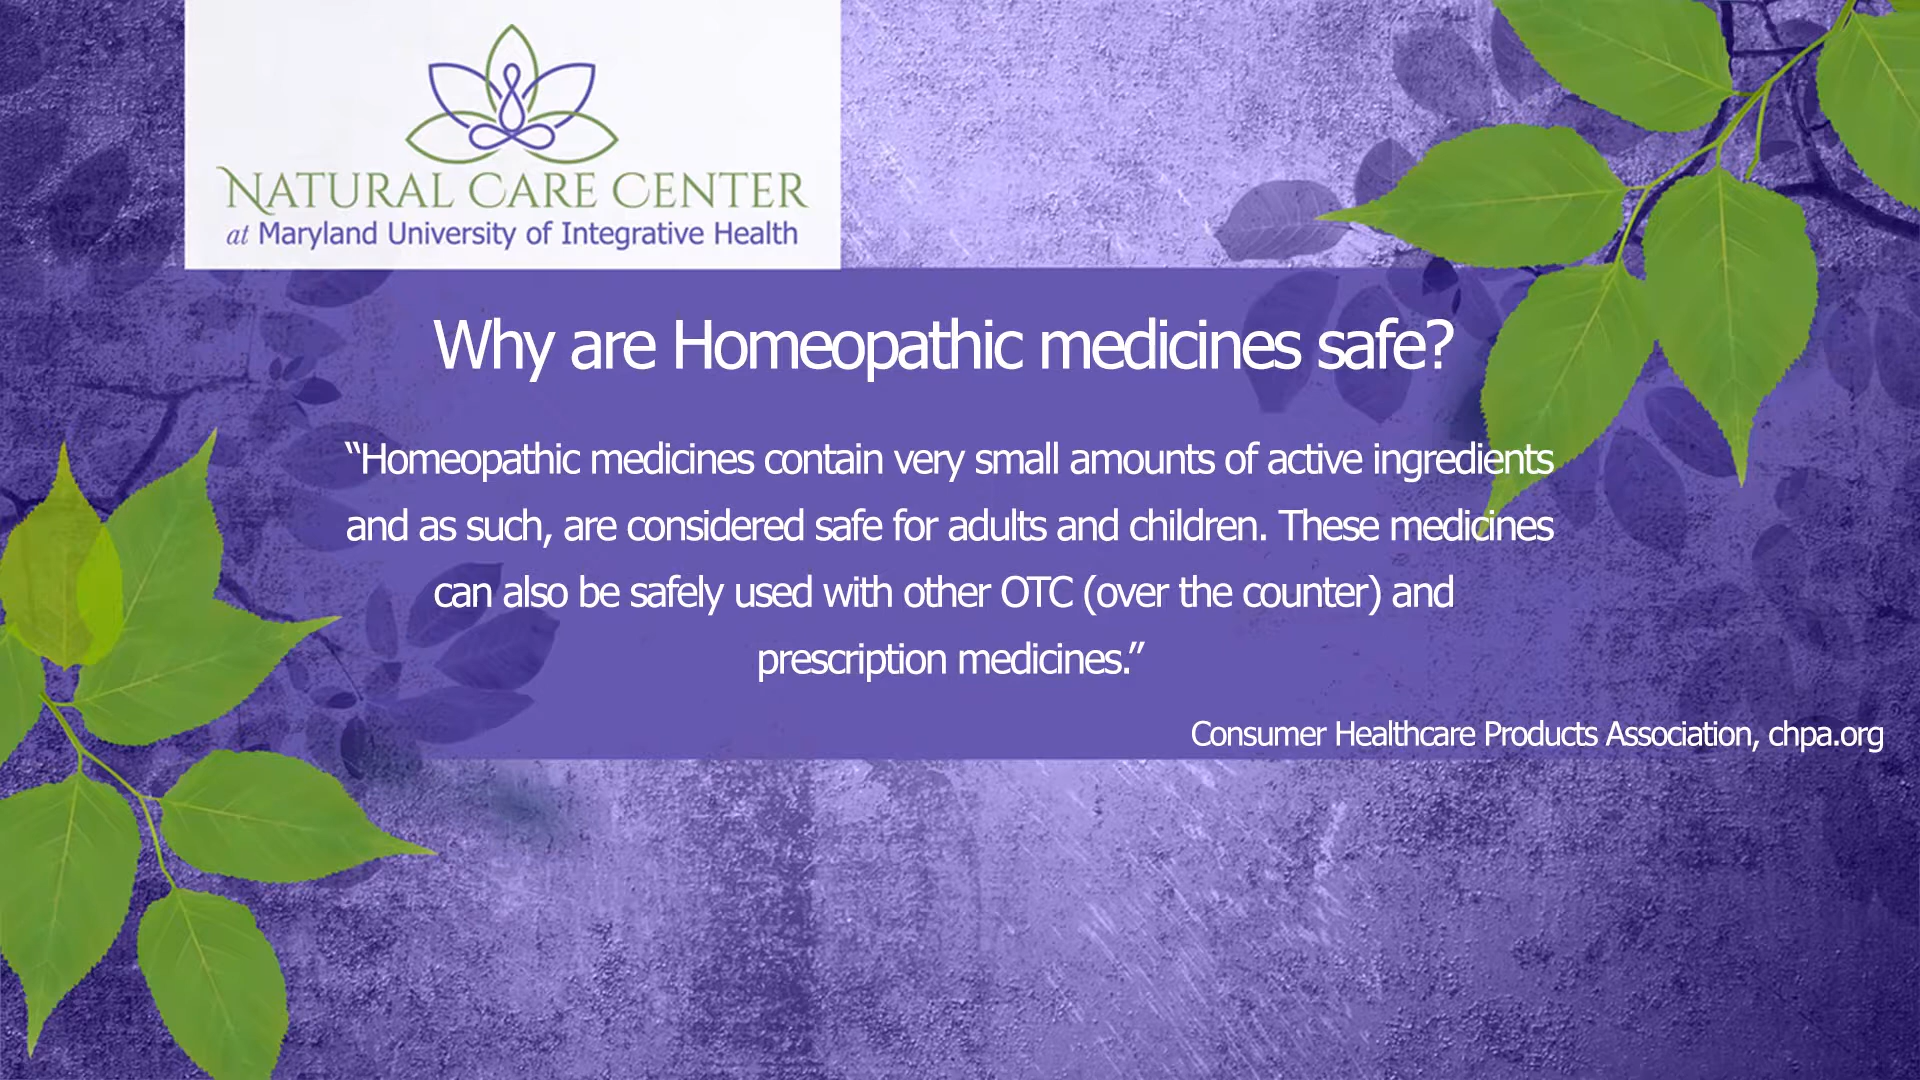 NATURAL CARE CENTER
at Maryland University of Integrative Health
Why are Homeopathic medicines safe?
“Homeopathic medicines contain very small amounts of active ingredients
and as such, are considered safe for adults and children. These medicines
can also be safely used with other OTC (over the counter) and
prescription medicines.”
Consumer Healthcare Products Association, chpa.org